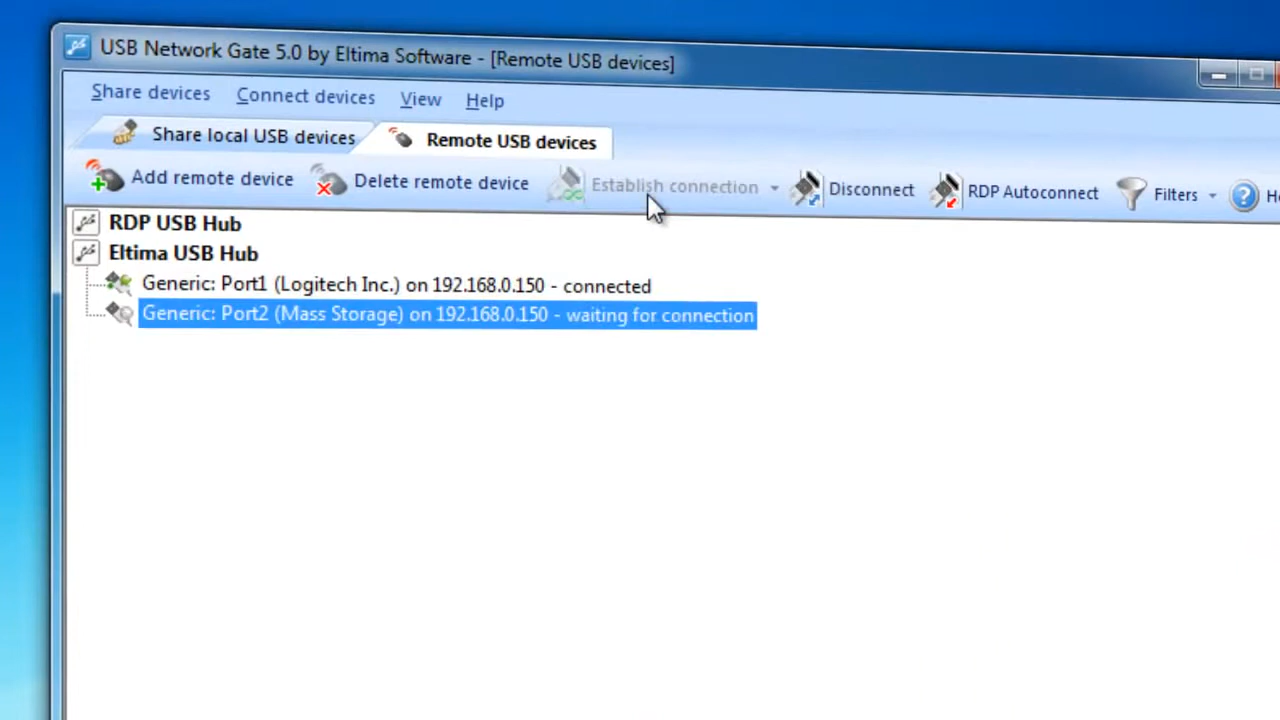 USB Network Gate 5.0 by Eltima Software - [Remote USB devices]
Share devices Connect devices View Help
Share local USB devices Remote USB devices
Add remote device Delete remote device Establish connection Disconnect RDP Autoconnect Filters
RDP USB Hub
Eltima USB Hub
Generic: Port1 (Logitech Inc.) on 192.168.0.150 - connected
Generic: Port2 (Mass Storage) on 192.168.0.150 - waiting for connection